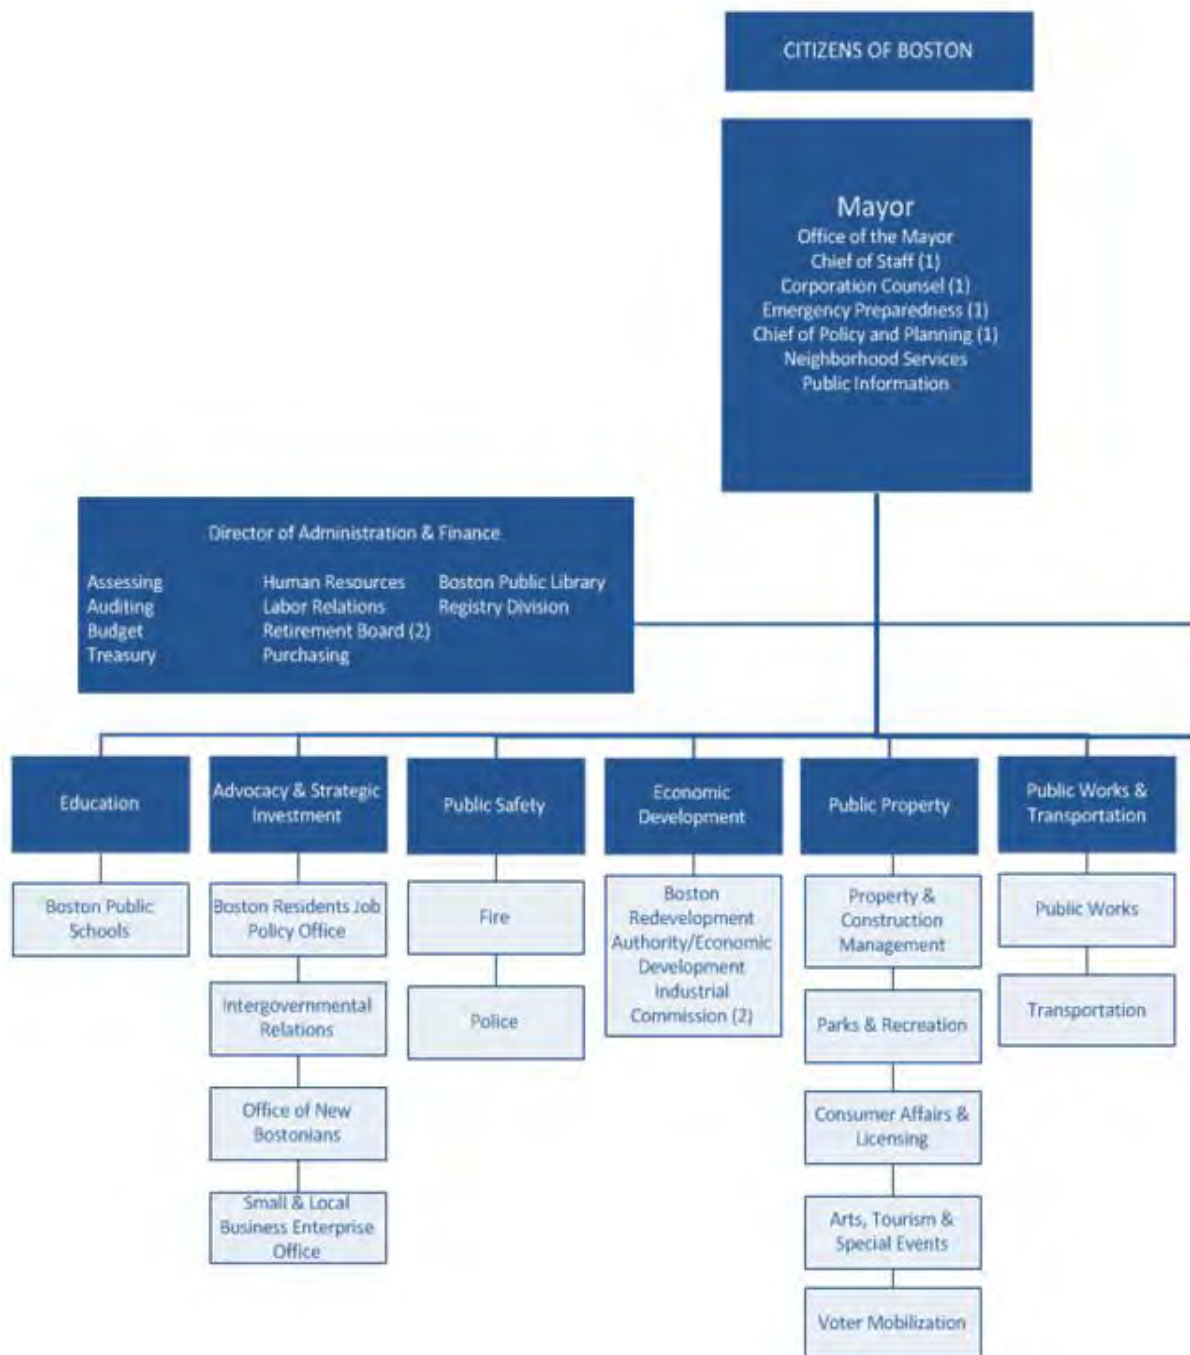 CITIZENS OF BOSTON
Mayor
Office of the Mayor
Chief of Staff (1)
Corporation Counsel (1)
Emergency Preparedness (1)
Chief of Policy and Planning (1)
Neighborhood Services
Public Information
Director of Administration & Finance
Assessing Human Resources Boston Public Library
Auditing Labor Relations Registry Division
Budget Retirement Board (2)
Treasury Purchasing
Education
Boston Public
Schools
Advocacy & Strategic
Investment
Boston Residents Job
Policy Office
Intergovernmental
Relations
Office of New
Bostonians
Small & Local
Business Enterprise
Office
Public Safety
Fire
Police
Economic
Development
Boston
Redevelopment
Authority/Economic
Development
Industrial
Commission (2)
Public Property
Property &
Construction
Management
Parks & Recreation
Consumer Affairs &
Licensing
Arts, Tourism &
Special Events
Voter Mobilization
Public Works &
Transportation
Public Works
Transportation